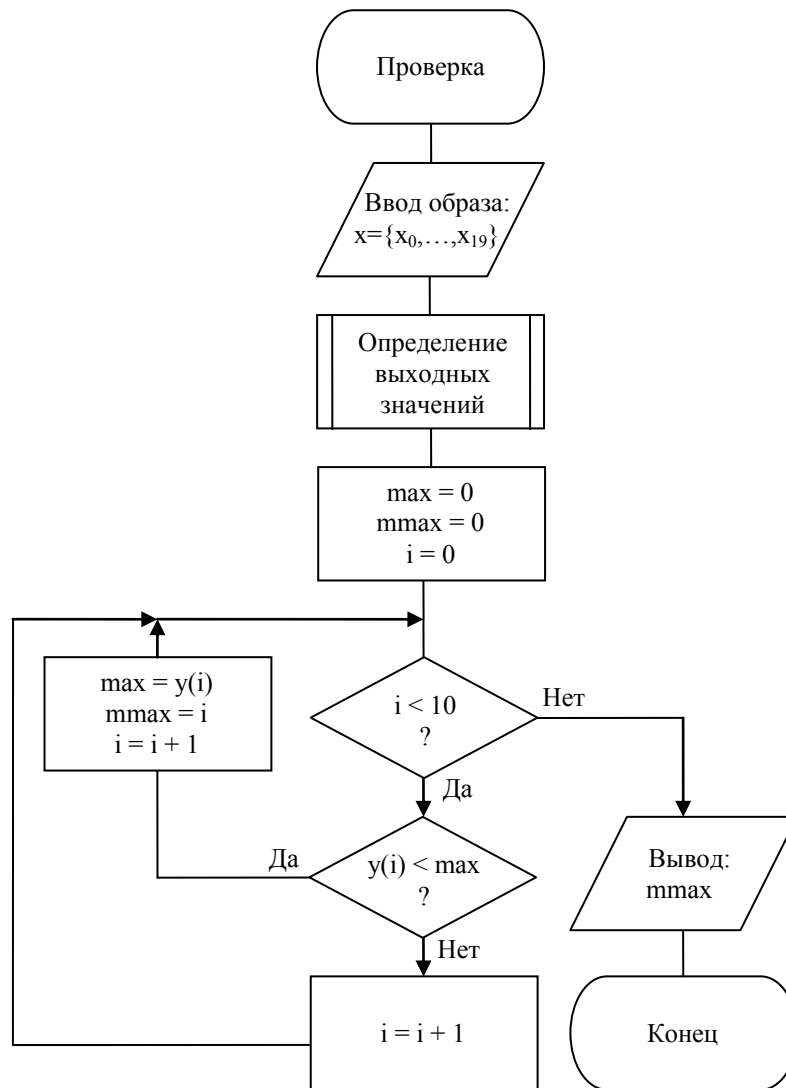 Проверка
Ввод образа:
x={x₀,…,x₁₉}
Определение
выходных
значений
max = 0
mmax = 0
i = 0
max = y(i)
mmax = i
i = i + 1
i < 10
?
Нет
Да
Да
y(i) < max
?
Нет
Вывод:
mmax
i = i + 1
Конец